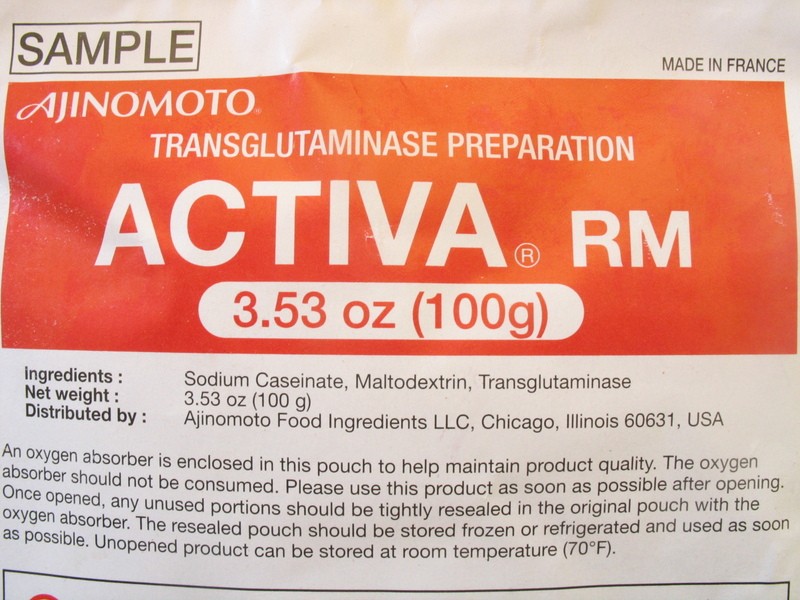 SAMPLE
MADE IN FRANCE
AJINOMOTO®
TRANSGLUTAMINASE PREPARATION
ACTIVA® RM
3.53 oz (100g)
Ingredients : Sodium Caseinate, Maltodextrin, Transglutaminase
Net weight : 3.53 oz (100 g)
Distributed by : Ajinomoto Food Ingredients LLC, Chicago, Illinois 60631, USA
An oxygen absorber is enclosed in this pouch to help maintain product quality. The oxygen
absorber should not be consumed. Please use this product as soon as possible after opening.
Once opened, any unused portions should be tightly resealed in the original pouch with the
oxygen absorber. The resealed pouch should be stored frozen or refrigerated and used as soon
as possible. Unopened product can be stored at room temperature (70°F).